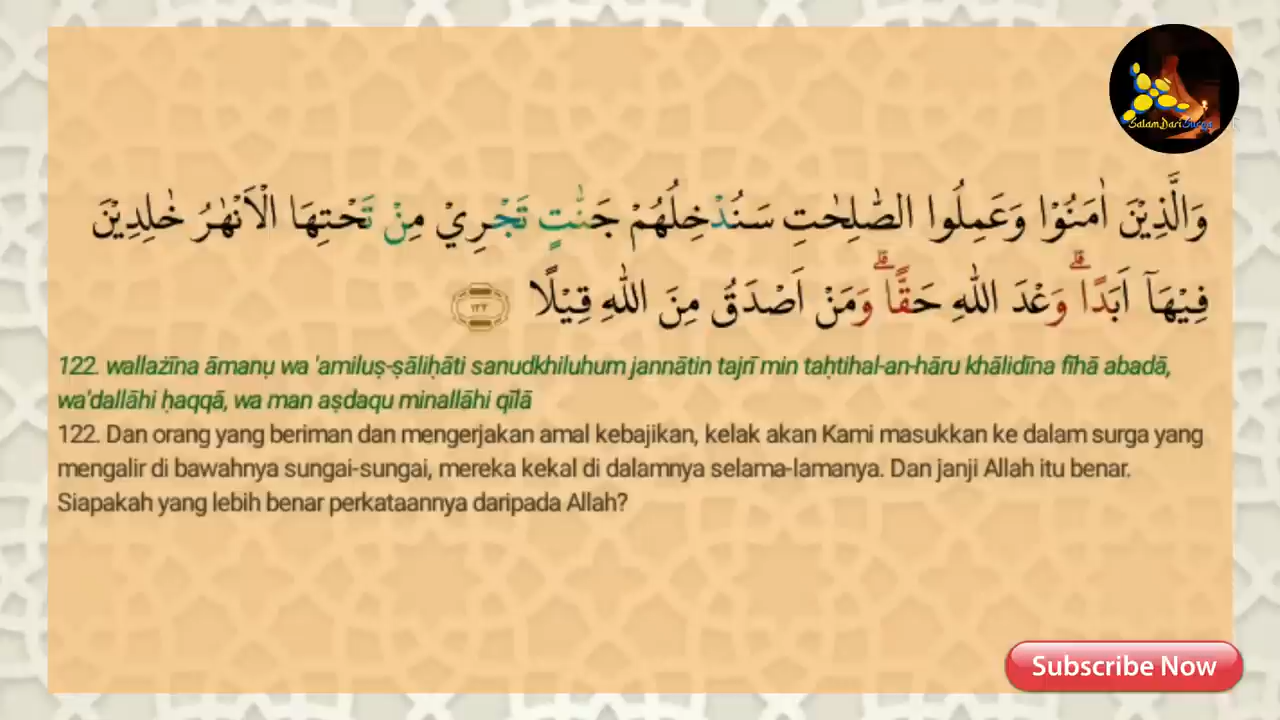 SalamDariSurga
وَالَّذِيْنَ اٰمَنُوْا وَعَمِلُوا الصّٰلِحٰتِ سَنُدْخِلُهُمْ جَنّٰتٍ تَجْرِيْ مِنْ تَحْتِهَا الْاَنْهٰرُ خٰلِدِيْنَ
فِيْهَآ اَبَدًاۗ وَعْدَ اللّٰهِ حَقًّاۗ وَمَنْ اَصْدَقُ مِنَ اللّٰهِ قِيْلًا ١٢٢
122. wallażīna āmanụ wa 'amiluṣ-ṣāliḥāti sanudkhiluhum jannātin tajrī min taḥtihal-an-hāru khālidīna fīhā abadā,
wa'dallāhi ḥaqqā, wa man aṣdaqu minallāhi qīlā
122. Dan orang yang beriman dan mengerjakan amal kebajikan, kelak akan Kami masukkan ke dalam surga yang
mengalir di bawahnya sungai-sungai, mereka kekal di dalamnya selama-lamanya. Dan janji Allah itu benar.
Siapakah yang lebih benar perkataannya daripada Allah?
Subscribe Now